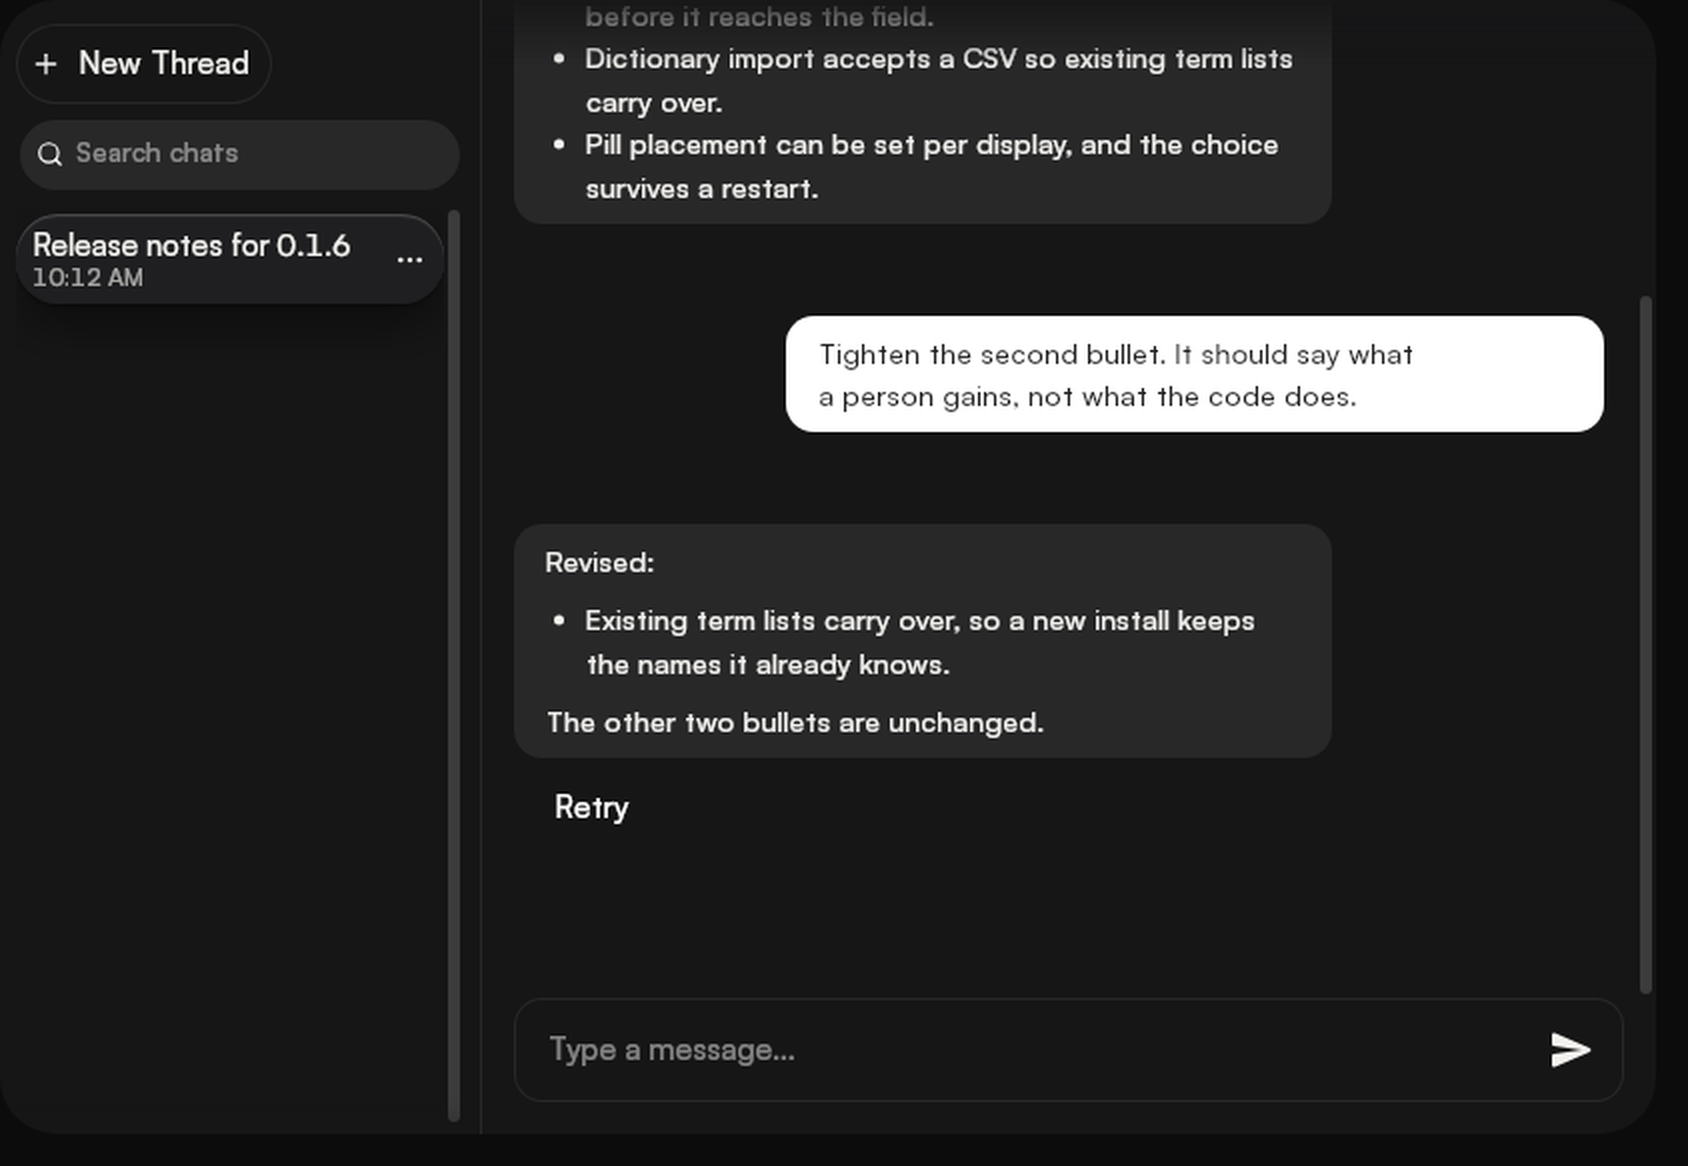 New Thread
Search chats
Release notes for 0.1.6
10:12 AM
before it reaches the field.
• Dictionary import accepts a CSV so existing term lists
carry over.
• Pill placement can be set per display, and the choice
survives a restart.
Tighten the second bullet. It should say what
a person gains, not what the code does.
Revised:
• Existing term lists carry over, so a new install keeps
the names it already knows.
The other two bullets are unchanged.
Retry
Type a message...